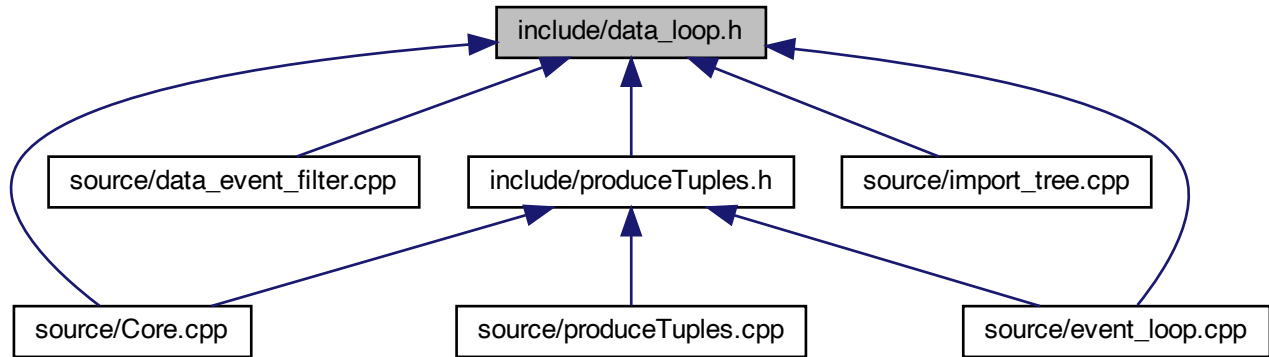 include/data_loop.h
source/data_event_filter.cpp
include/produceTuples.h
source/import_tree.cpp
source/Core.cpp
source/produceTuples.cpp
source/event_loop.cpp